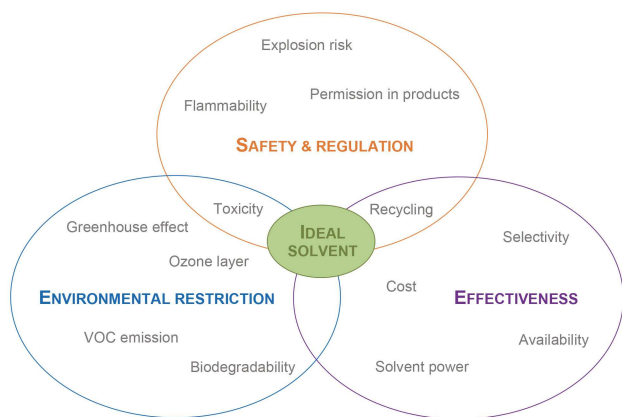 Explosion risk
Permission in products
Flammability
SAFETY & REGULATION
Toxicity
Recycling
Greenhouse effect
IDEAL
SOLVENT
Selectivity
Ozone layer
Cost
ENVIRONMENTAL RESTRICTION
EFFECTIVENESS
VOC emission
Availability
Biodegradability
Solvent power